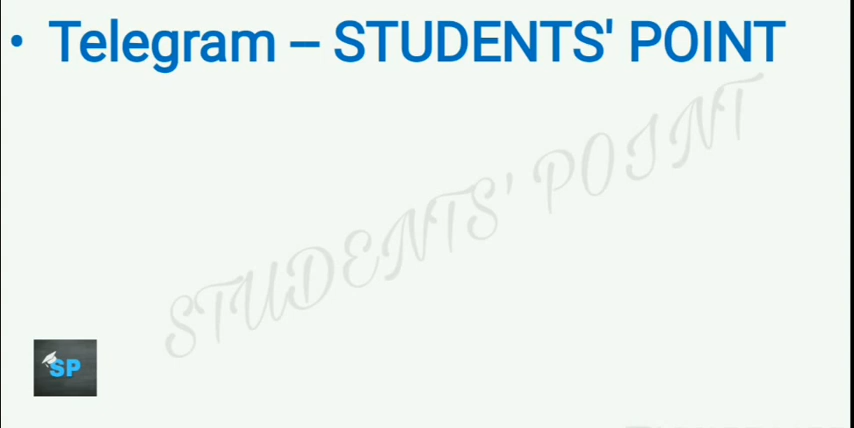 • Telegram – STUDENTS' POINT
STUDENTS' POINT
SP